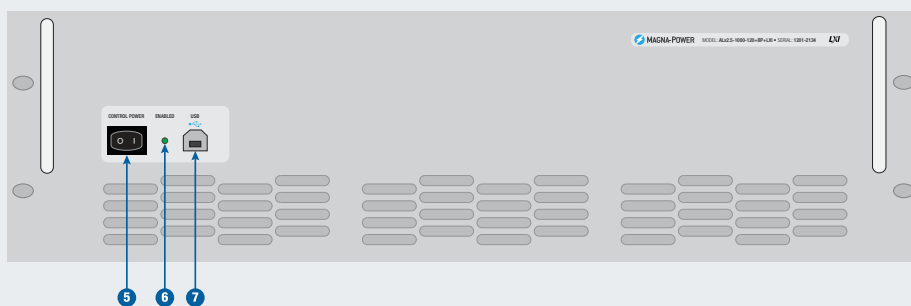 MAGNA-POWER MODEL: ALx2.5-1000-120+BP+LXI • SERIAL: 1201-2134 LXI
CONTROL POWER ENABLED USB
O I
5 6 7